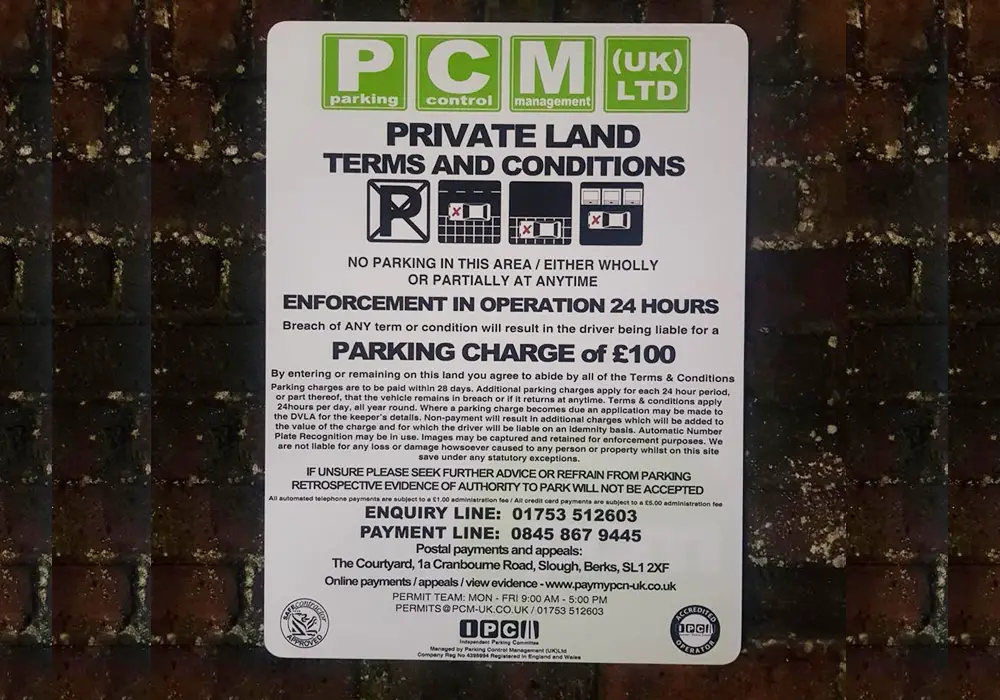 P C M (UK)
parking control management LTD
PRIVATE LAND
TERMS AND CONDITIONS
P
NO PARKING IN THIS AREA / EITHER WHOLLY
OR PARTIALLY AT ANYTIME
ENFORCEMENT IN OPERATION 24 HOURS
Breach of ANY term or condition will result in the driver being liable for a
PARKING CHARGE of £100
By entering or remaining on this land you agree to abide by all of the Terms & Conditions
Parking charges are to be paid within 28 days. Additional parking charges apply for each 24 hour period,
or part thereof, that the vehicle remains in breach or if it returns at anytime. Terms & conditions apply
24hours per day, all year round. Where a parking charge becomes due an application may be made to
the DVLA for the keeper's details. Non-payment will result in additional charges which will be added to
the value of the charge and for which the driver will be liable on an idemnity basis. Automatic Number
Plate Recognition may be in use. Images may be captured and retained for enforcement purposes. We
are not liable for any loss or damage howsoever caused to any person or property whilst on this site
save under any statutory exceptions.
IF UNSURE PLEASE SEEK FURTHER ADVICE OR REFRAIN FROM PARKING
RETROSPECTIVE EVIDENCE OF AUTHORITY TO PARK WILL NOT BE ACCEPTED
All automated telephone payments are subject to a £1.00 administration fee / All credit card payments are subject to a £5.00 administration fee
ENQUIRY LINE: 01753 512603
PAYMENT LINE: 0845 867 9445
Postal payments and appeals:
The Courtyard, 1a Cranbourne Road, Slough, Berks, SL1 2XF
Online payments / appeals / view evidence - www.paymypcn-uk.co.uk
PERMIT TEAM: MON - FRI 9:00 AM - 5:00 PM
PERMITS@PCM-UK.CO.UK / 01753 512603
SAFEcontractor
APPROVED
IPC
Independent Parking Committee
Managed by Parking Control Management (UK)Ltd
Company Reg No 4395094 Registered in England and Wales
ACCREDITED
IPC
OPERATOR